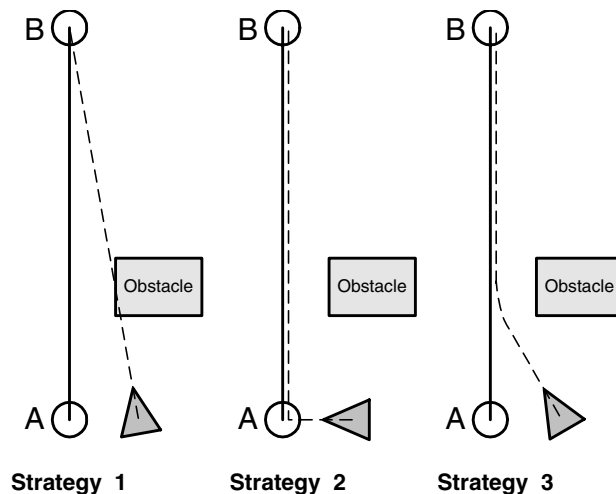 B B B
Obstacle Obstacle Obstacle
A A A
Strategy 1 Strategy 2 Strategy 3